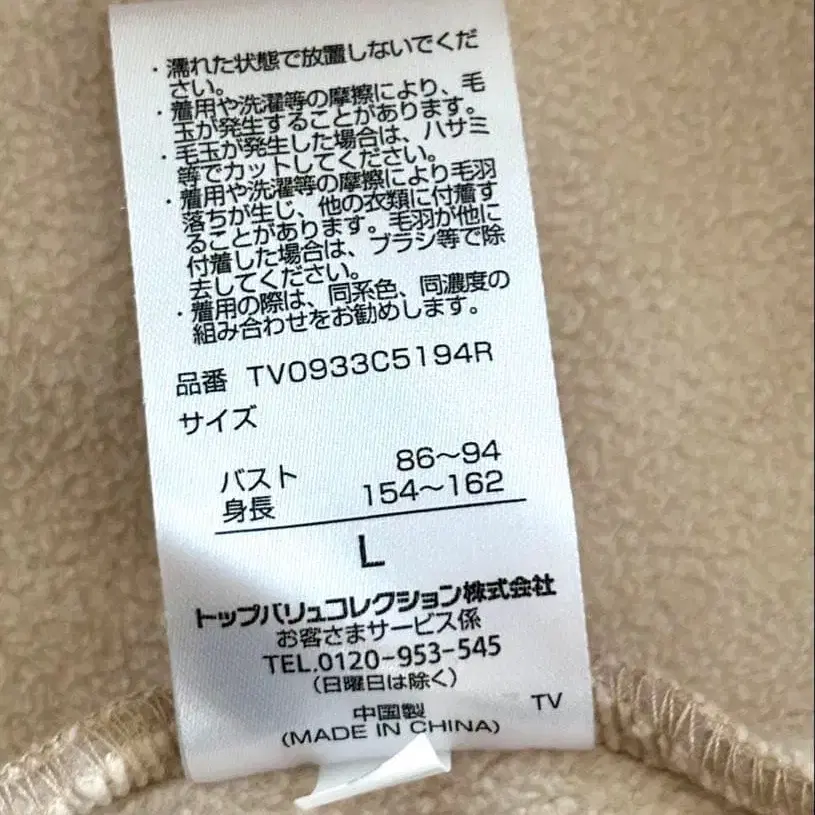 ・濡れた状態で放置しないでくだ
さい。
・着用や洗濯等の摩擦により、毛
玉が発生することがあります。
・毛玉が発生した場合は、ハサミ
等でカットしてください。
・着用や洗濯等の摩擦により毛羽
落ちが生じ、他の衣類に付着す
ることがあります。毛羽が他に
付着した場合は、ブラシ等で除
去してください。
・着用の際は、同系色、同濃度の
組み合わせをお勧めします。
品番 TV0933C5194R
サイズ
バスト 86〜94
身長 154〜162
L
トップバリュコレクション株式会社
お客さまサービス係
TEL.0120-953-545
（日曜日は除く）
中国製 TV
(MADE IN CHINA)